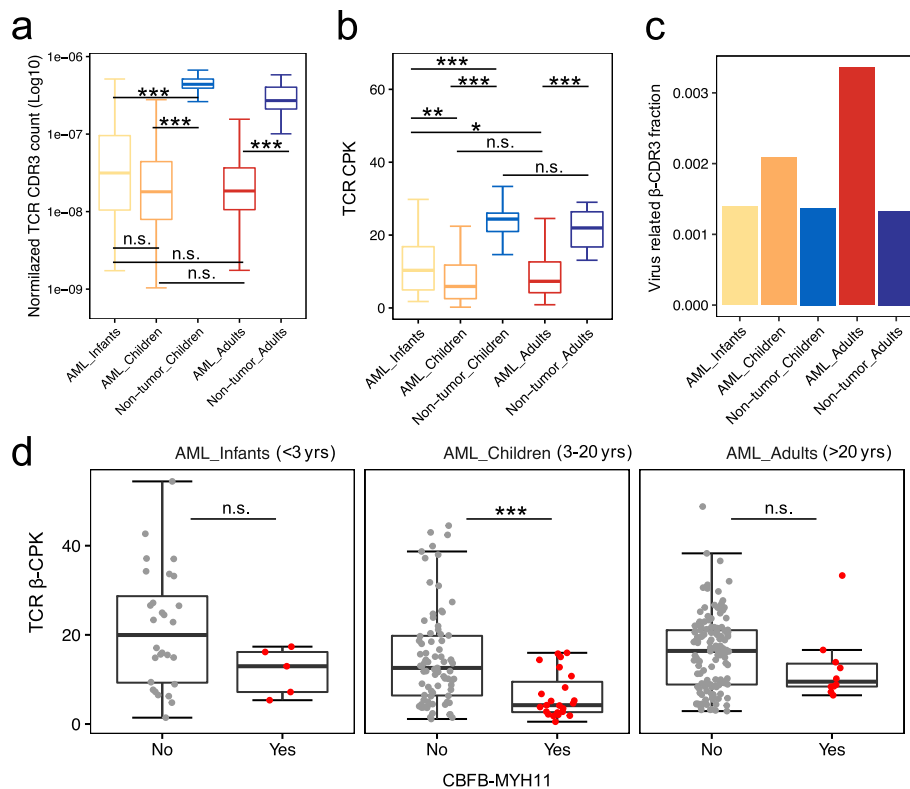 a
Normilazed TCR CDR3 count (Log10)
1e−06
1e−07
1e−08
1e−09
***
***
***
n.s.
n.s.
n.s.
AML_Infants
AML_Children
Non−tumor_Children
AML_Adults
Non−tumor_Adults
b
TCR CPK
60
40
20
0
***
***
***
**
*
n.s.
n.s.
AML_Infants
AML_Children
Non−tumor_Children
AML_Adults
Non−tumor_Adults
c
Virus related β-CDR3 fraction
0.003
0.002
0.001
0.000
AML_Infants
AML_Children
Non−tumor_Children
AML_Adults
Non−tumor_Adults
d
AML_Infants (<3 yrs)
AML_Children (3-20 yrs)
AML_Adults (>20 yrs)
TCR β-CPK
40
20
0
n.s.
***
n.s.
No
Yes
No
Yes
No
Yes
CBFB-MYH11